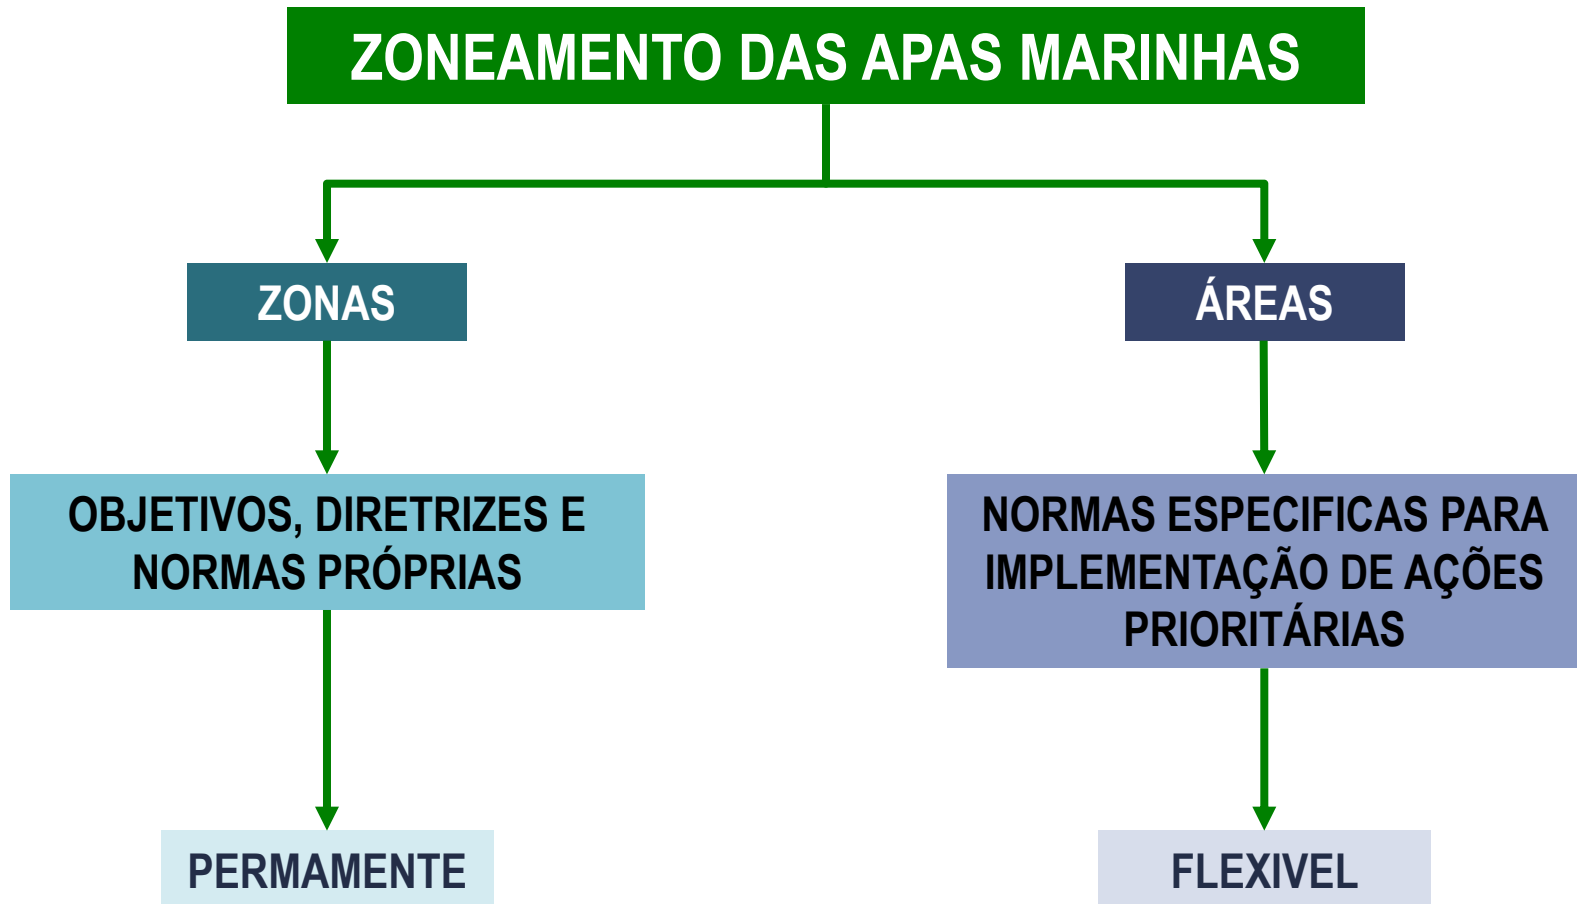 ZONEAMENTO DAS APAS MARINHAS
ZONAS
ÁREAS
OBJETIVOS, DIRETRIZES E
NORMAS PRÓPRIAS
NORMAS ESPECIFICAS PARA
IMPLEMENTAÇÃO DE AÇÕES
PRIORITÁRIAS
PERMAMENTE
FLEXIVEL